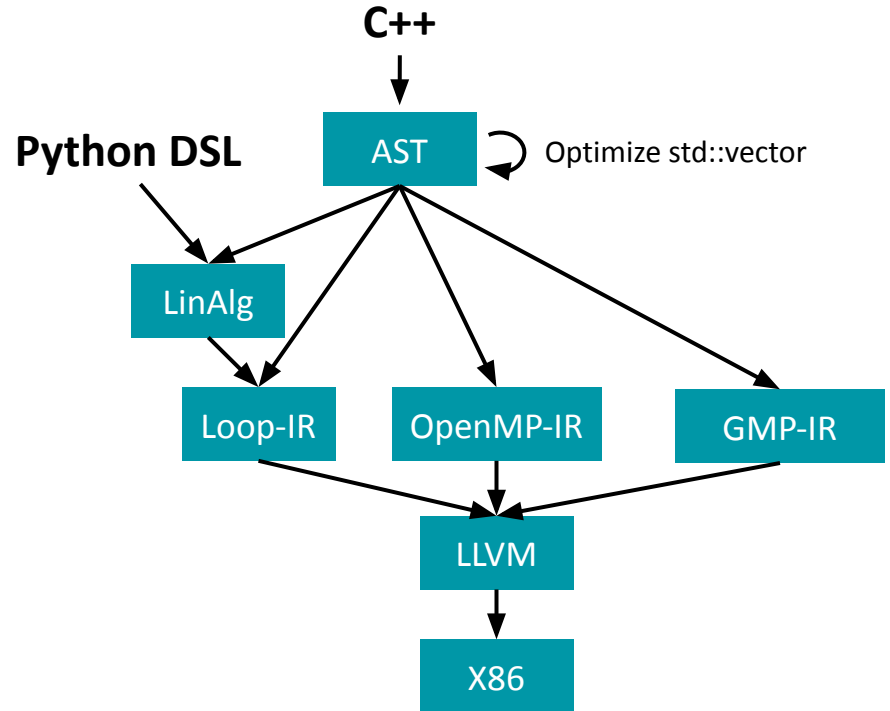 C++
AST
Optimize std::vector
Python DSL
LinAlg
Loop-IR
OpenMP-IR
GMP-IR
LLVM
X86